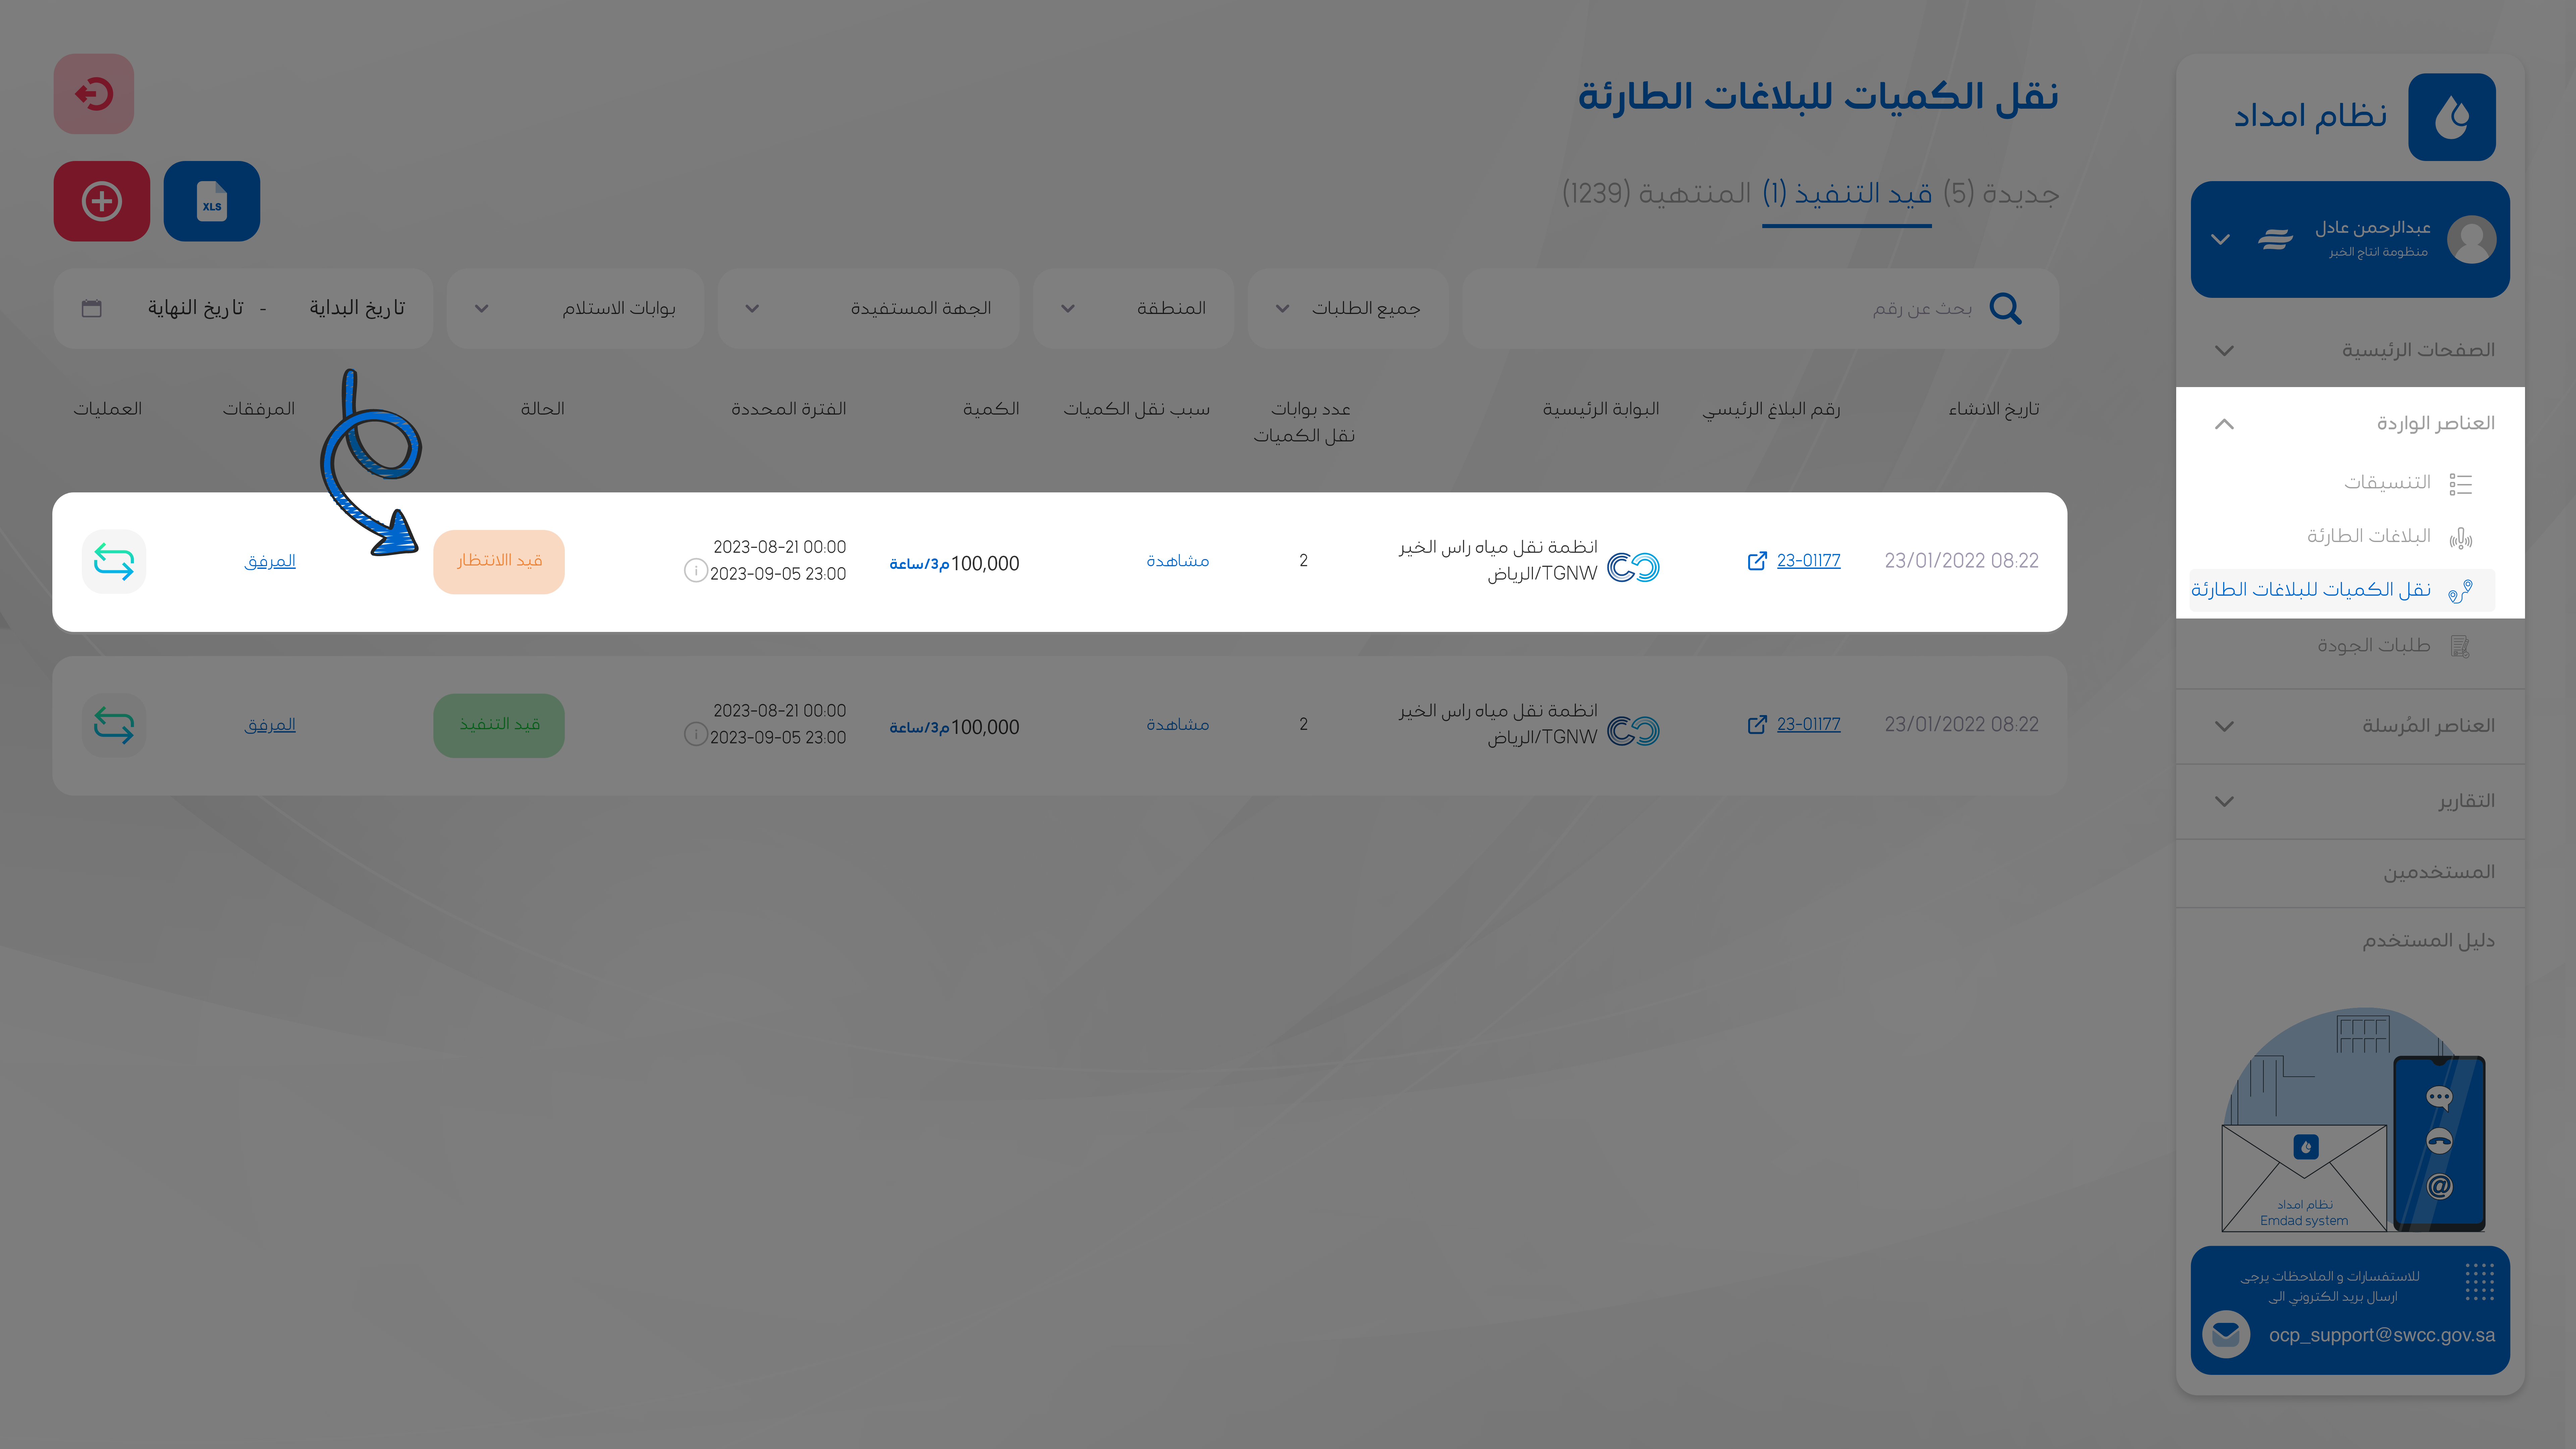 نظام امداد
عبدالرحمن عادل
منظومة انتاج الخبر
الصفحات الرئيسية
العناصر الواردة
التنسيقات
البلاغات الطارئة
نقل الكميات للبلاغات الطارئة
طلبات الجودة
العناصر المُرسلة
التقارير
المستخدمين
دليل المستخدم
نظام امداد
Emdad system
للاستفسارات و الملاحظات يرجى
ارسال بريد الكتروني الى
ocp_support@swcc.gov.sa
نقل الكميات للبلاغات الطارئة
جديدة (5) قيد التنفيذ (1) المنتهية (1239)
XLS
بحث عن رقم
جميع الطلبات
المنطقة
الجهة المستفيدة
بوابات الاستلام
تاريخ البداية - تاريخ النهاية
تاريخ الانشاء
رقم البلاغ الرئيسي
البوابة الرئيسية
عدد بوابات
نقل الكميات
سبب نقل الكميات
الكمية
الفترة المحددة
الحالة
المرفقات
العمليات
23/01/2022 08:22
23-01177
انظمة نقل مياه راس الخير
TGNW/الرياض
2
مشاهدة
100,000م3/ساعة
2023-08-21 00:00
2023-09-05 23:00
قيد االانتظار
المرفق
23/01/2022 08:22
23-01177
انظمة نقل مياه راس الخير
TGNW/الرياض
2
مشاهدة
100,000م3/ساعة
2023-08-21 00:00
2023-09-05 23:00
قيد التنفيذ
المرفق